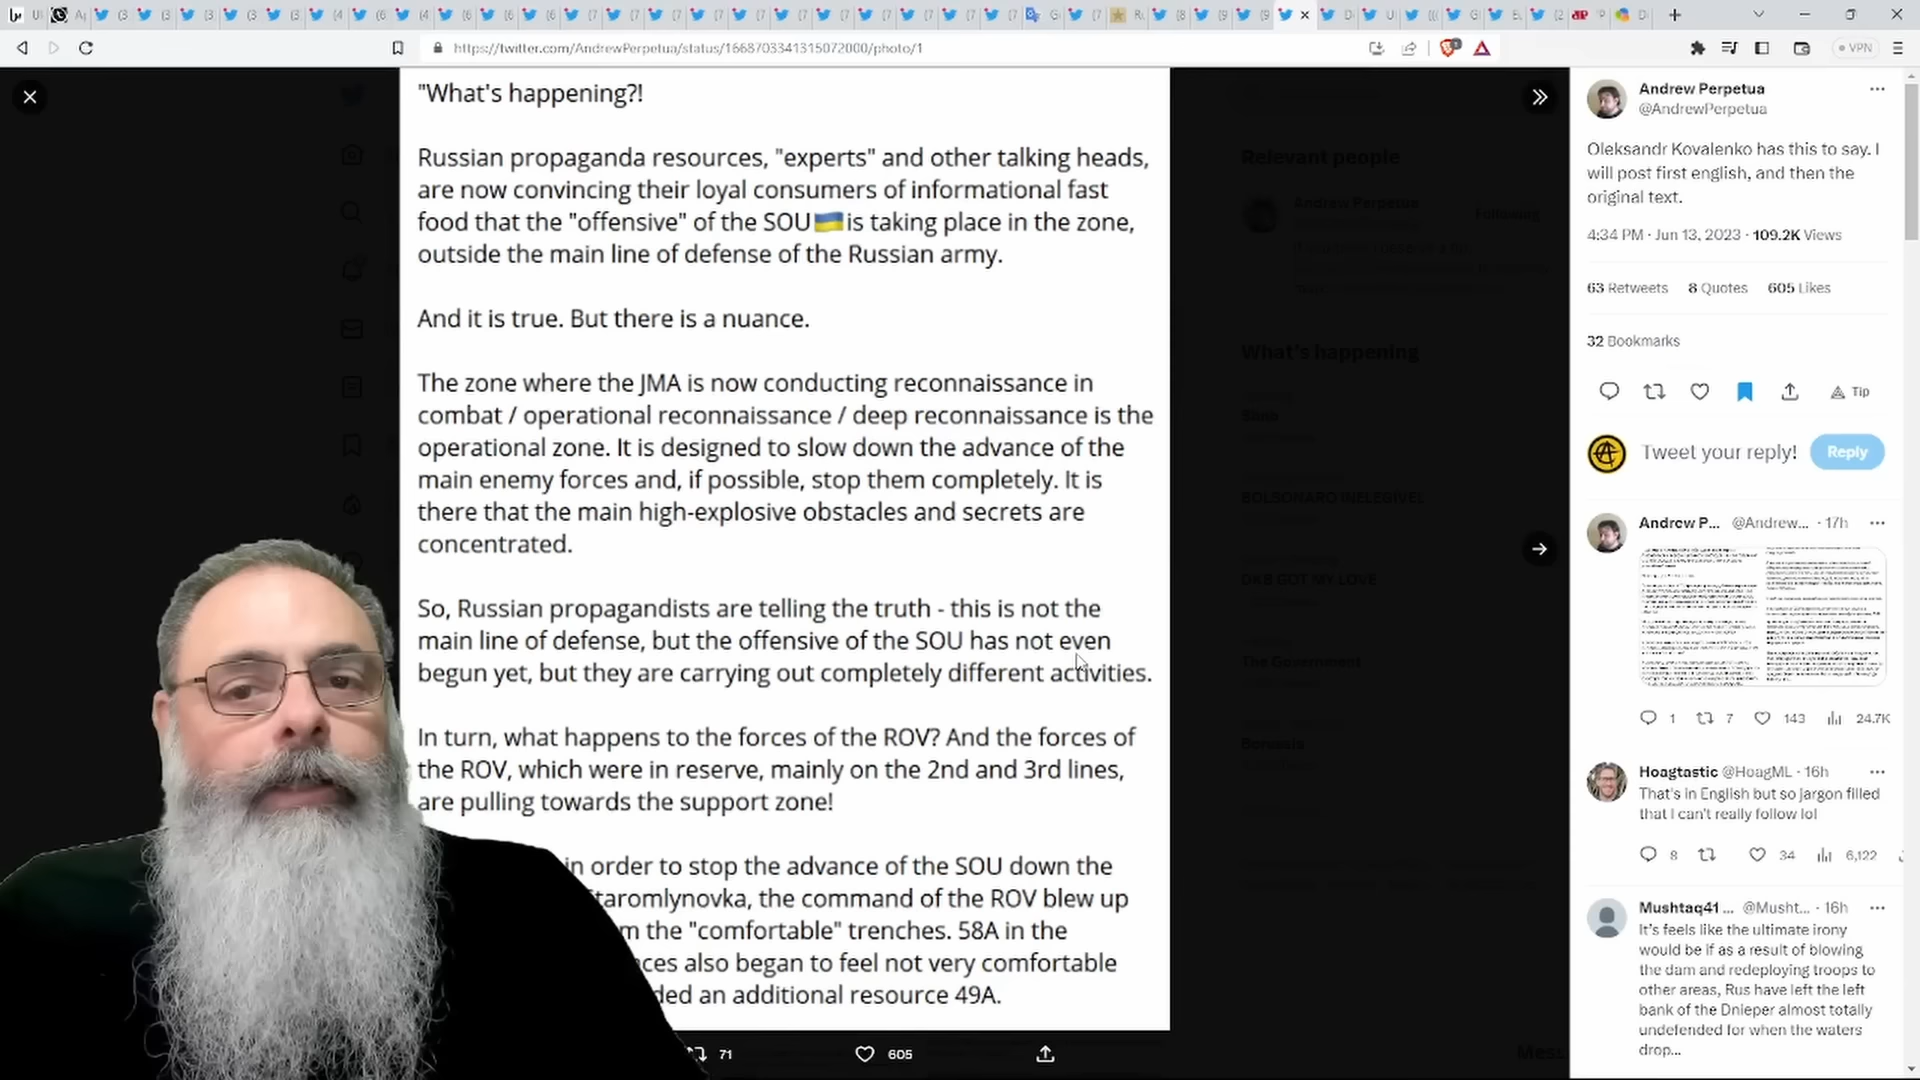 https://twitter.com/AndrewPerpetua/status/1668703341315072000/photo/1
VPN
"What's happening?!
Russian propaganda resources, "experts" and other talking heads,
are now convincing their loyal consumers of informational fast
food that the "offensive" of the SOU🇺🇦is taking place in the zone,
outside the main line of defense of the Russian army.
And it is true. But there is a nuance.
The zone where the JMA is now conducting reconnaissance in
combat / operational reconnaissance / deep reconnaissance is the
operational zone. It is designed to slow down the advance of the
main enemy forces and, if possible, stop them completely. It is
there that the main high-explosive obstacles and secrets are
concentrated.
So, Russian propagandists are telling the truth - this is not the
main line of defense, but the offensive of the SOU has not even
begun yet, but they are carrying out completely different activities.
In turn, what happens to the forces of the ROV? And the forces of
the ROV, which were in reserve, mainly on the 2nd and 3rd lines,
are pulling towards the support zone!
in order to stop the advance of the SOU down the
taromlynovka, the command of the ROV blew up
m the "comfortable" trenches. 58A in the
ces also began to feel not very comfortable
ded an additional resource 49A.
71
605
Relevant people
Andrew Perpetua
Following
What's happening
BOLSONARO INELEGÍVEL
DKB GOT MY LOVE
The Government
Andrew Perpetua
@AndrewPerpetua
Oleksandr Kovalenko has this to say. I
will post first english, and then the
original text.
4:34 PM · Jun 13, 2023 · 109.2K Views
63 Retweets 8 Quotes 605 Likes
32 Bookmarks
Tip
Tweet your reply!
Reply
Andrew P... @Andrew... · 17h
1 7 143 24.7K
Hoagtastic @HoagML · 16h
That's in English but so jargon filled
that I can't really follow lol
8 34 6,122
Mushtaq41 ... @Musht... · 16h
It's feels like the ultimate irony
would be if as a result of blowing
the dam and redeploying troops to
other areas, Rus have left the left
bank of the Dnieper almost totally
undefended for when the waters
drop...